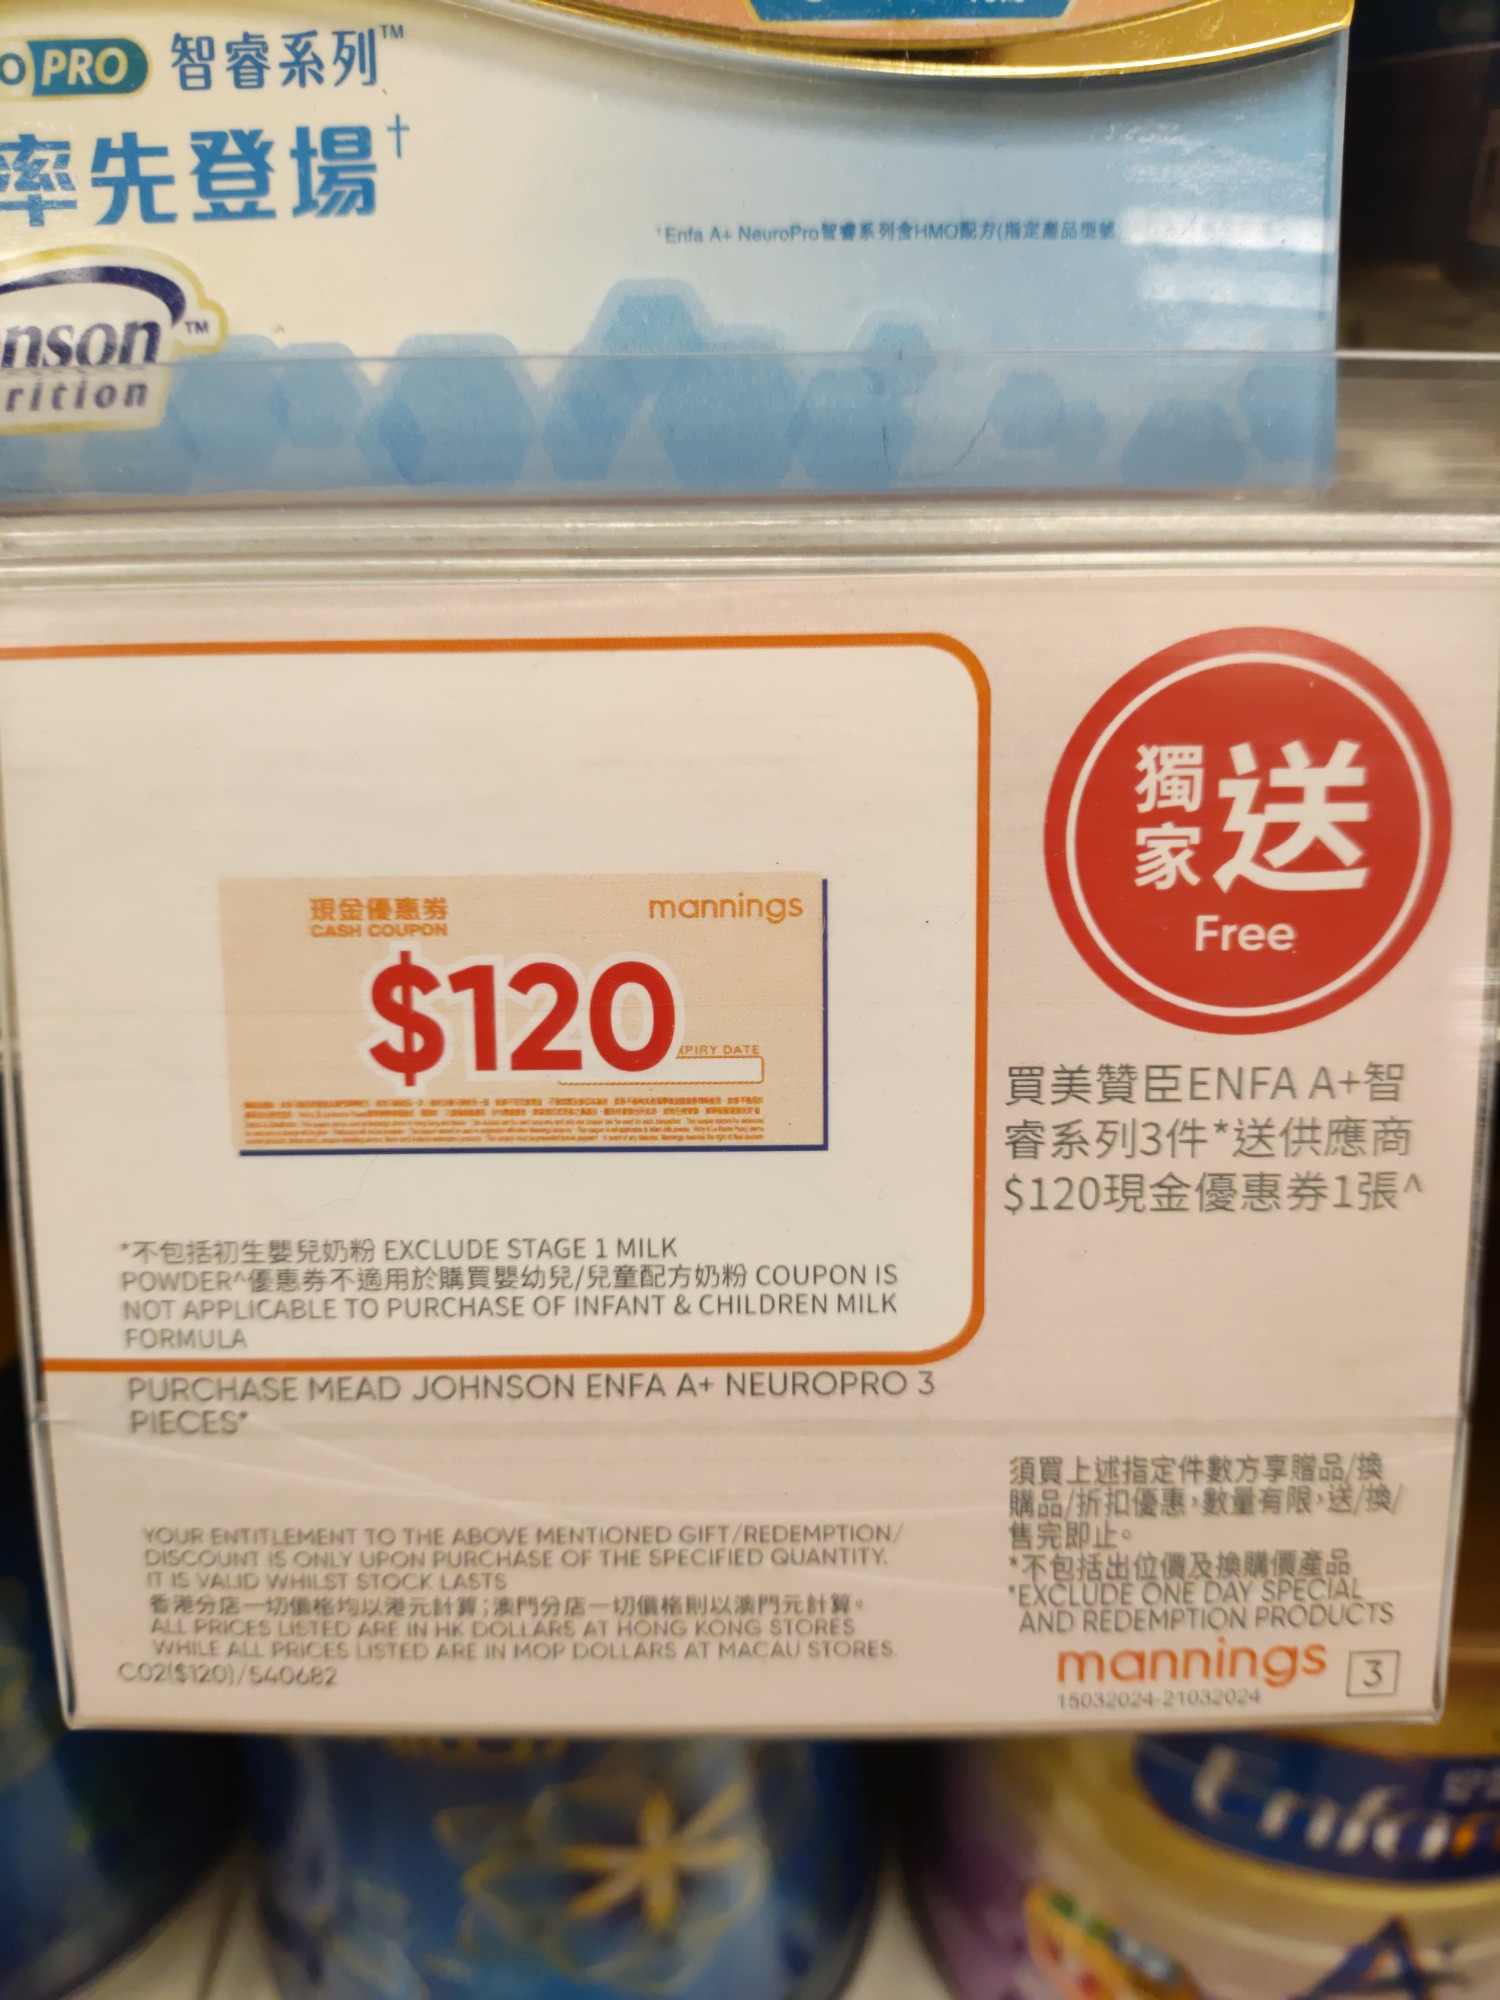 PRO 智睿系列™
率先登場†
†Enfa A+ NeuroPro智睿系列含HMO配方(指定產品型號
nson™
rition
獨家送
Free
現金優惠券 mannings
CASH COUPON
$120
PIRY DATE
買美贊臣ENFA A+智
睿系列3件*送供應商
$120現金優惠券1張^
*不包括初生嬰兒奶粉 EXCLUDE STAGE 1 MILK
POWDER^優惠券不適用於購買嬰幼兒/兒童配方奶粉 COUPON IS
NOT APPLICABLE TO PURCHASE OF INFANT & CHILDREN MILK
FORMULA
PURCHASE MEAD JOHNSON ENFA A+ NEUROPRO 3
PIECES*
須買上述指定件數方享贈品/換
購品/折扣優惠，數量有限，送/換/
售完即止。
*不包括出位價及換購價產品
*EXCLUDE ONE DAY SPECIAL
AND REDEMPTION PRODUCTS
YOUR ENTITLEMENT TO THE ABOVE MENTIONED GIFT/REDEMPTION/
DISCOUNT IS ONLY UPON PURCHASE OF THE SPECIFIED QUANTITY.
IT IS VALID WHILST STOCK LASTS
香港分店一切價格均以港元計算；澳門分店一切價格則以澳門元計算。
ALL PRICES LISTED ARE IN HK DOLLARS AT HONG KONG STORES
WHILE ALL PRICES LISTED ARE IN MOP DOLLARS AT MACAU STORES.
C02($120)/540682
mannings 3
15032024-21032024
Enfa
A+